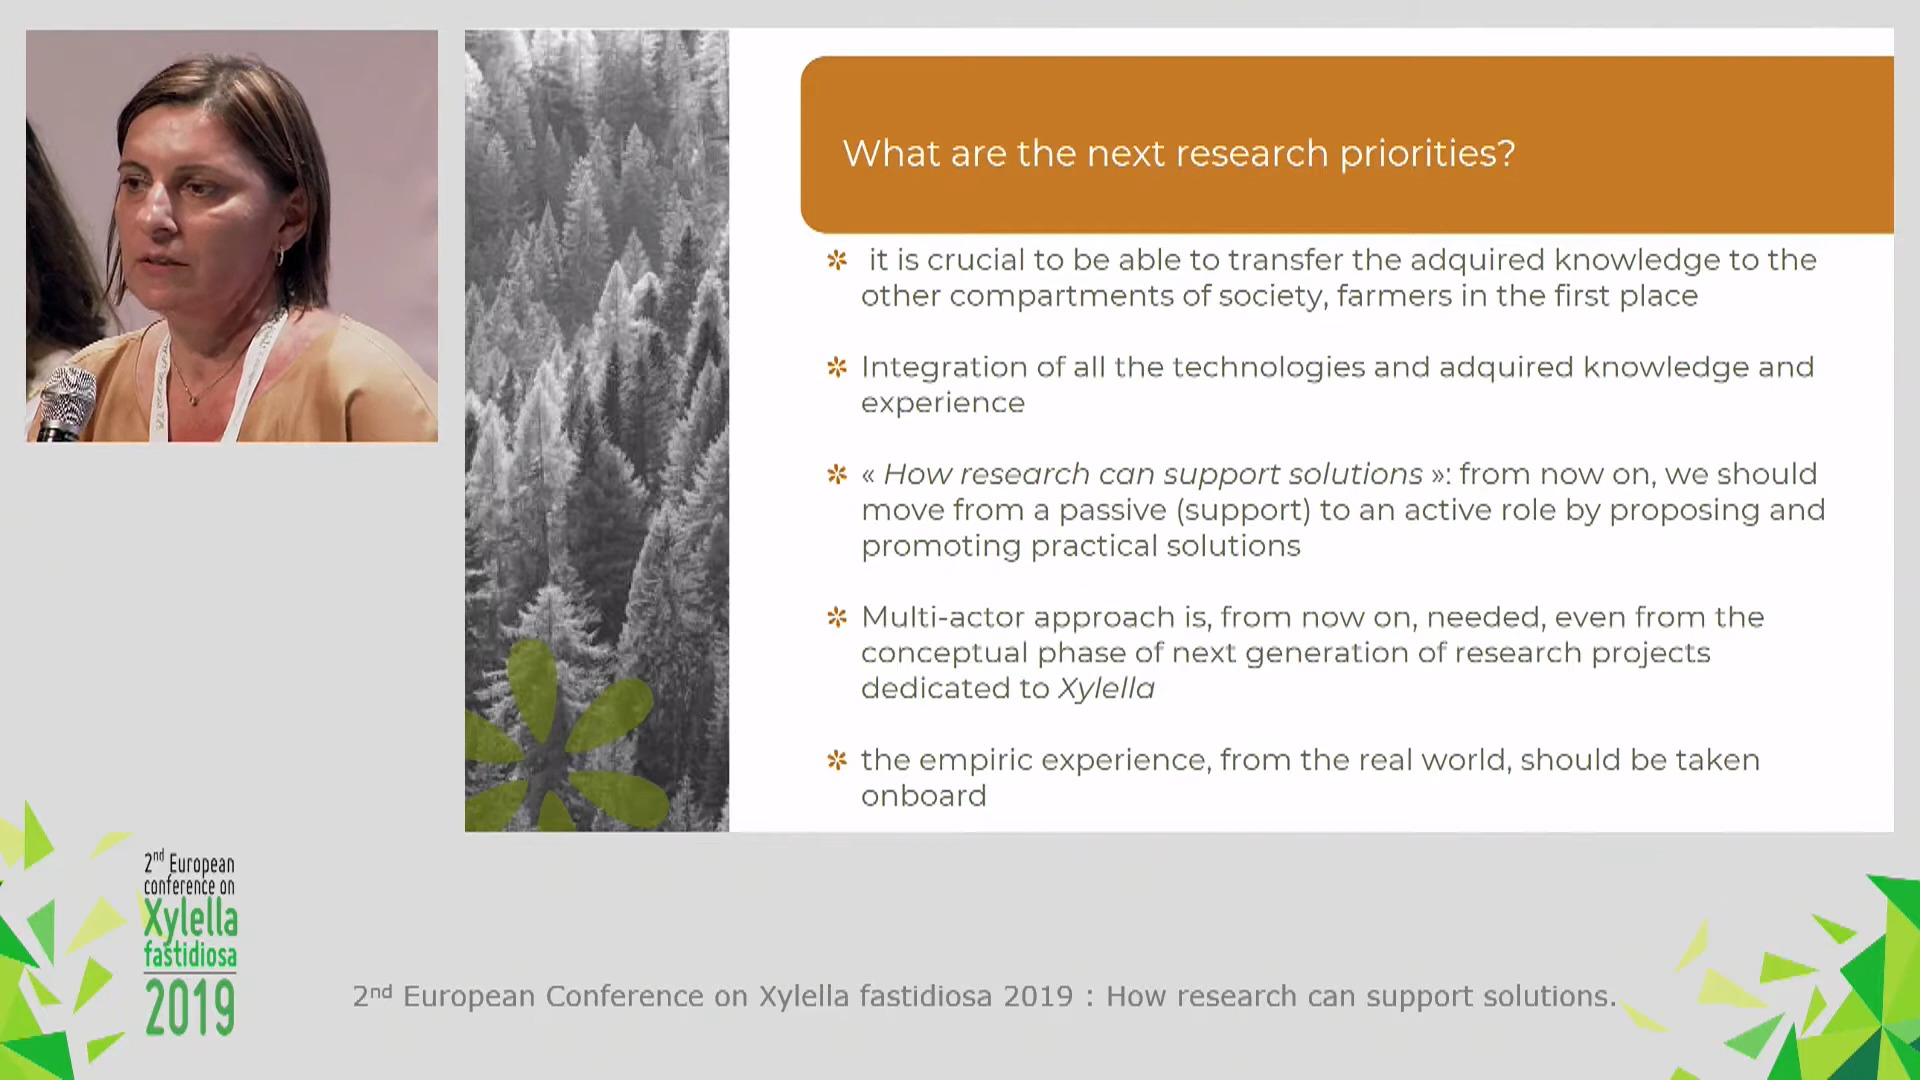 What are the next research priorities?
it is crucial to be able to transfer the adquired knowledge to the
other compartments of society, farmers in the first place
Integration of all the technologies and adquired knowledge and
experience
« How research can support solutions »: from now on, we should
move from a passive (support) to an active role by proposing and
promoting practical solutions
Multi-actor approach is, from now on, needed, even from the
conceptual phase of next generation of research projects
dedicated to Xylella
the empiric experience, from the real world, should be taken
onboard
2nd European
conference on
Xylella
fastidiosa
2019
2nd European Conference on Xylella fastidiosa 2019 : How research can support solutions.